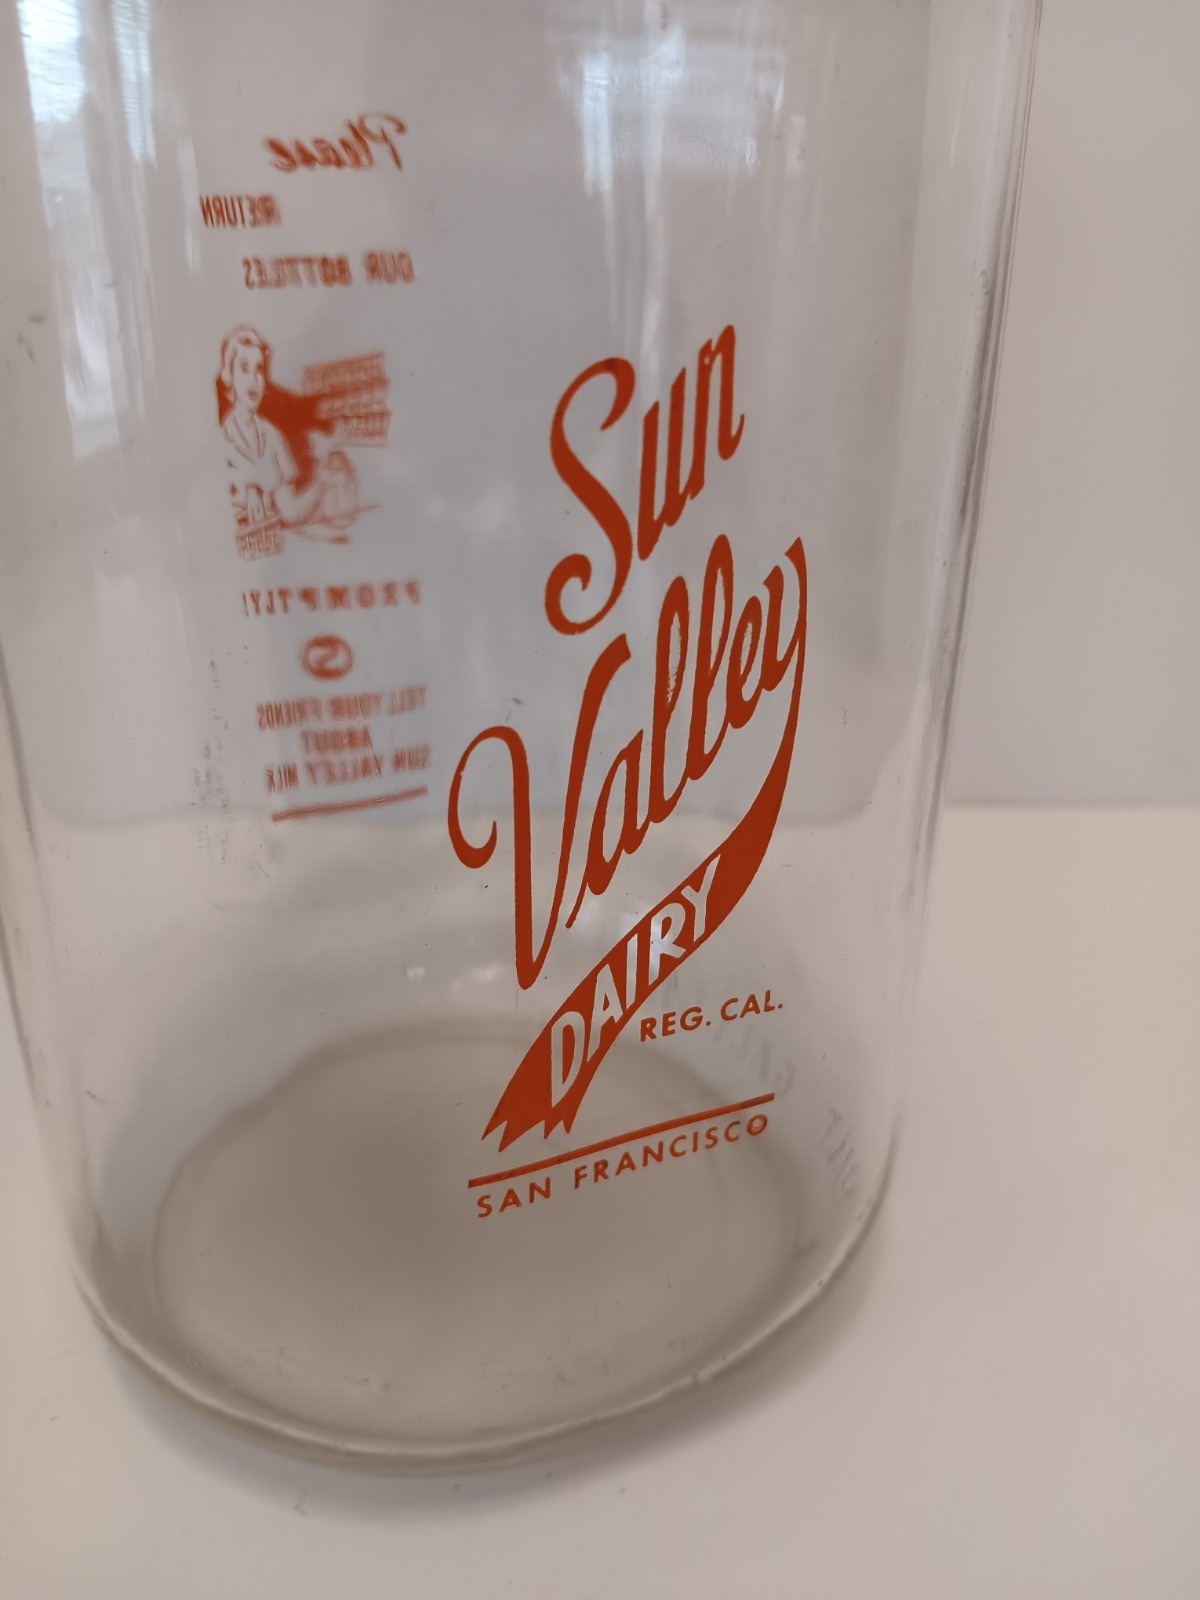 Sun
Valley
DAIRY
REG. CAL.
SAN FRANCISCO
Please
RETURN
OUR BOTTLES
PROMPTLY!
S
TELL YOUR FRIENDS
ABOUT
SUN VALLEY MILK